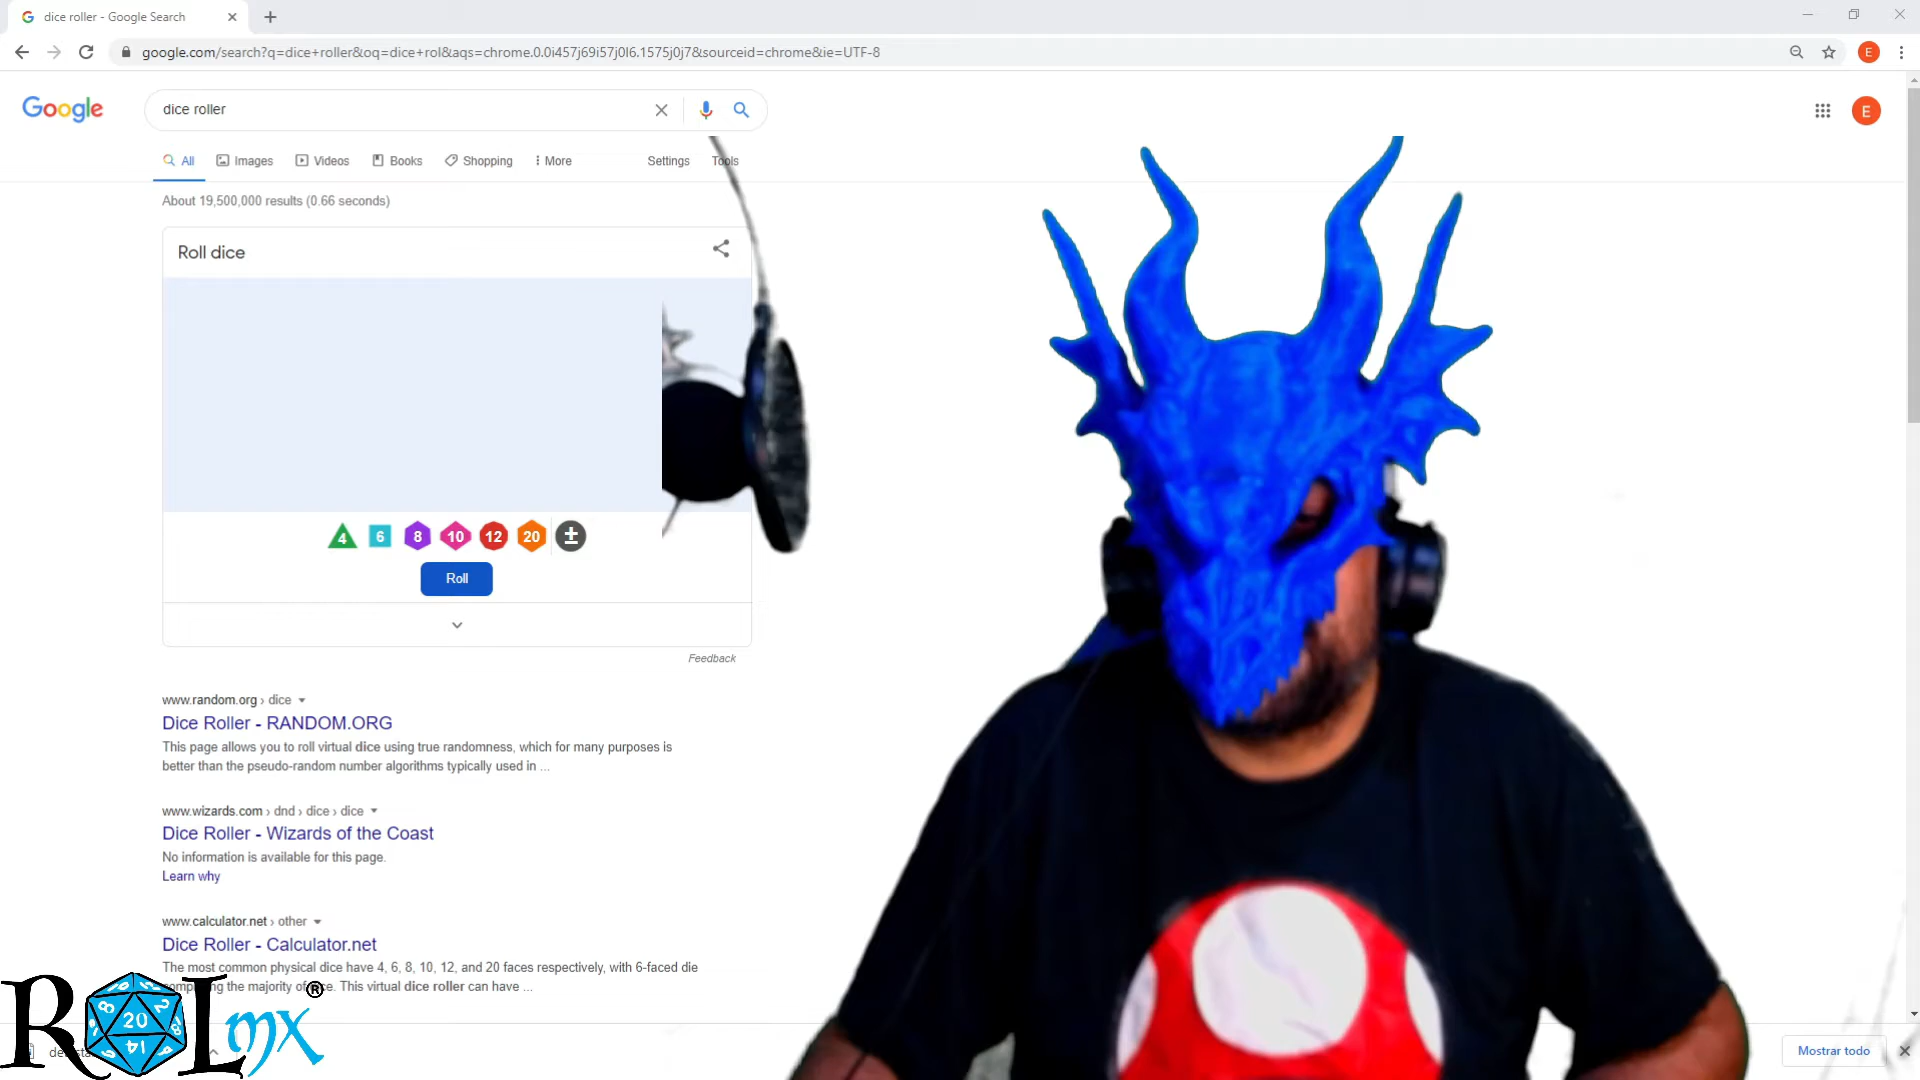 dice roller - Google Search
google.com/search?q=dice+roller&oq=dice+rol&aqs=chrome.0.0i457j69i57j0l6.1575j0j7&sourceid=chrome&ie=UTF-8
E
Google
dice roller
E
All Images Videos Books Shopping More Settings Tools
About 19,500,000 results (0.66 seconds)
Roll dice
4 6 8 10 12 20 ±
Roll
Feedback
www.random.org › dice
Dice Roller - RANDOM.ORG
This page allows you to roll virtual dice using true randomness, which for many purposes is
better than the pseudo-random number algorithms typically used in ...
www.wizards.com › dnd › dice › dice
Dice Roller - Wizards of the Coast
No information is available for this page.
Learn why
www.calculator.net › other
Dice Roller - Calculator.net
The most common physical dice have 4, 6, 8, 10, 12, and 20 faces respectively, with 6-faced die
the majority of This virtual dice roller can have ...
ROL mx ®
20
8
2
14
Mostrar todo